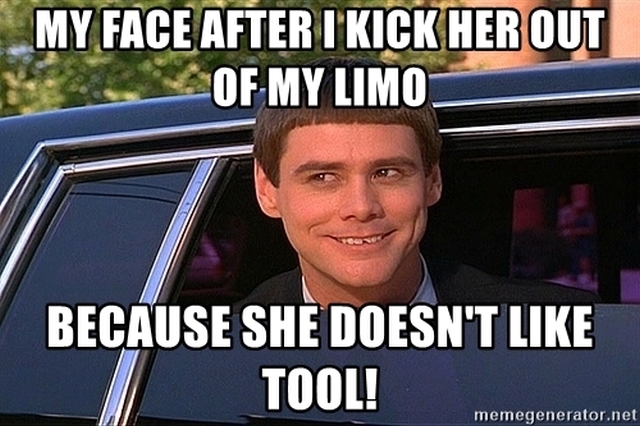 MY FACE AFTER I KICK HER OUT
OF MY LIMO
BECAUSE SHE DOESN'T LIKE
TOOL!
memegenerator.net